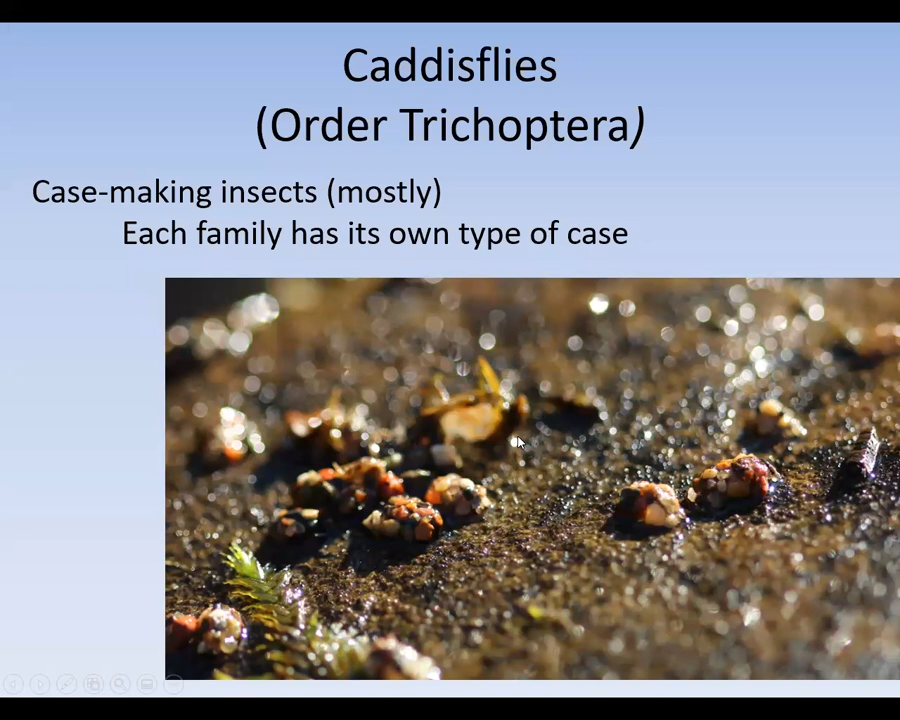 Caddisflies
(Order Trichoptera)
Case-making insects (mostly)
Each family has its own type of case